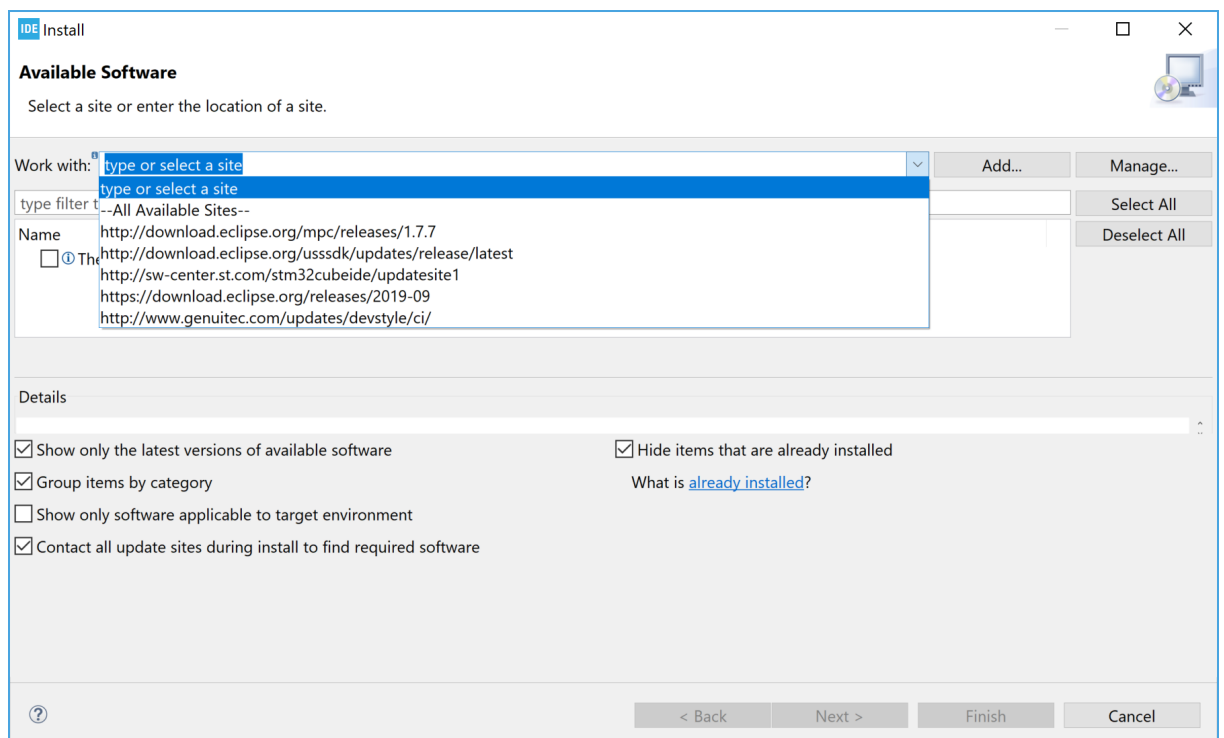 IDE Install
Available Software
Select a site or enter the location of a site.
Work with: type or select a site Add... Manage...
type or select a site
type filter t Select All
--All Available Sites--
http://download.eclipse.org/mpc/releases/1.7.7
Name Deselect All
http://download.eclipse.org/usssdk/updates/release/latest
The
http://sw-center.st.com/stm32cubeide/updatesite1
https://download.eclipse.org/releases/2019-09
http://www.genuitec.com/updates/devstyle/ci/
Details
Show only the latest versions of available software Hide items that are already installed
Group items by category What is already installed?
Show only software applicable to target environment
Contact all update sites during install to find required software
? < Back Next > Finish Cancel